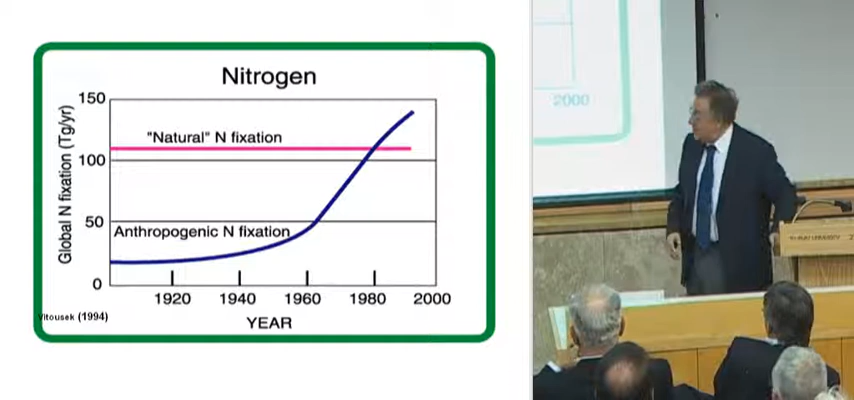 Nitrogen
150
100
50
0
Global N fixation (Tg/yr)
"Natural" N fixation
Anthropogenic N fixation
1920
1940
1960
1980
2000
YEAR
Vitousek (1994)
2000
UNIVERSITY